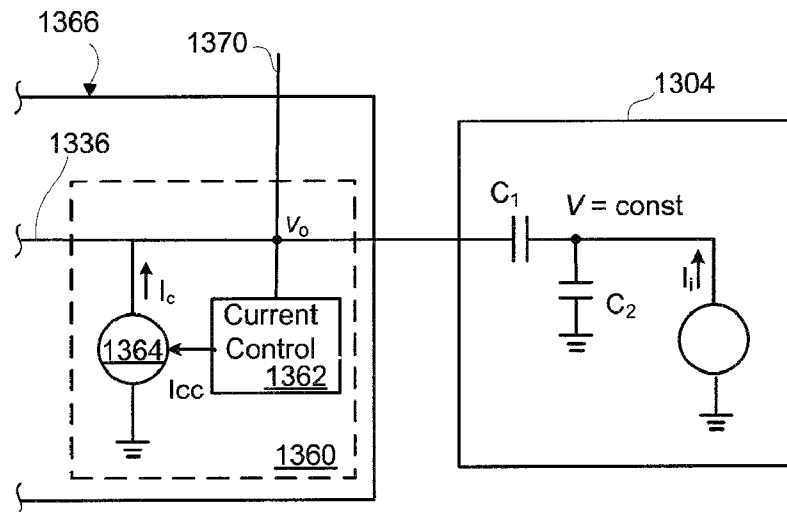 1370
1366
1304
1336
C1
V = const
Vo
Ic
Ii
C2
Current
Control
1364
1362
Icc
1360